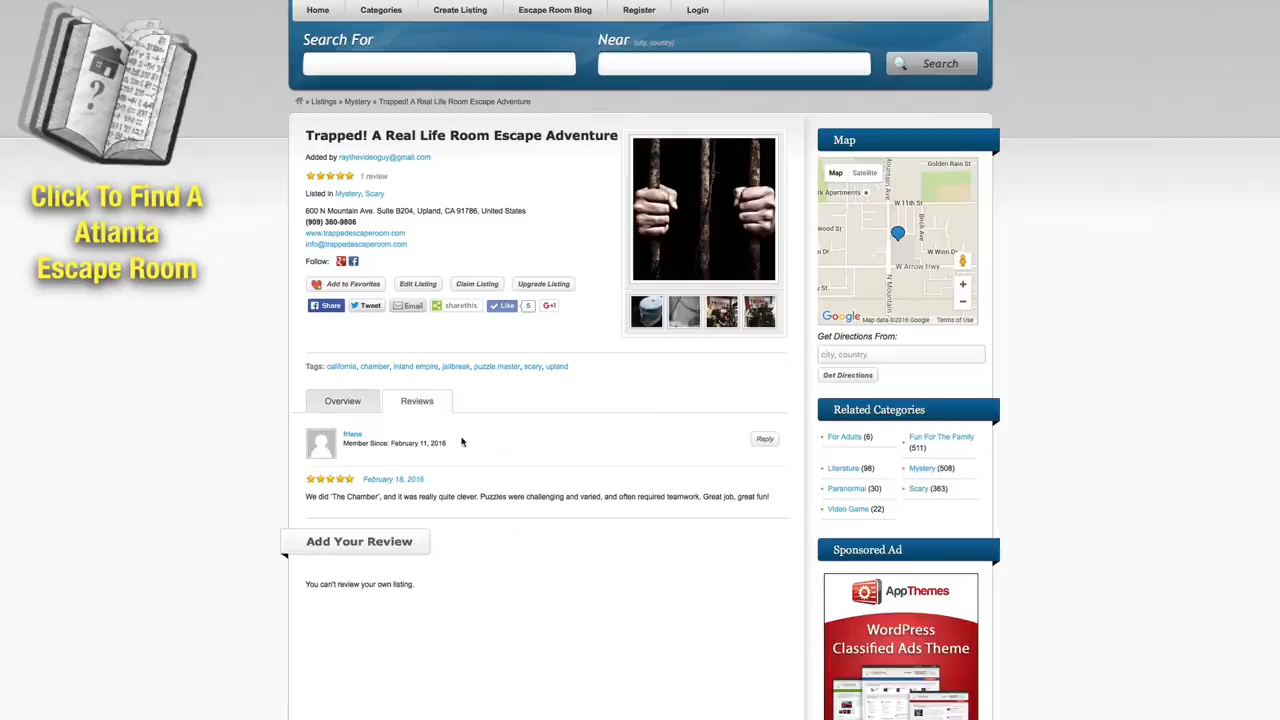 Home
Categories
Create Listing
Escape Room Blog
Register
Login
Search For
Near (city, country)
Search
» Listings » Mystery » Trapped! A Real Life Room Escape Adventure
?
Click To Find A
Atlanta
Escape Room
Trapped! A Real Life Room Escape Adventure
Added by raythevideoguy@gmail.com
1 review
Listed in Mystery, Scary
600 N Mountain Ave. Suite B204, Upland, CA 91786, United States
(909) 360-9806
www.trappedescaperoom.com
info@trappedescaperoom.com
Follow:
Add to Favorites
Edit Listing
Claim Listing
Upgrade Listing
Share
Tweet
Email
sharethis
Like
5
+1
Tags: california, chamber, inland empire, jailbreak, puzzle master, scary, upland
Overview
Reviews
friane
Member Since: February 11, 2016
Reply
February 18, 2016
We did 'The Chamber', and it was really quite clever. Puzzles were challenging and varied, and often required teamwork. Great job, great fun!
Add Your Review
You can't review your own listing.
Map
Map
Satellite
Golden Rain St
Mountain Ave
rk Apartments
W 11th St
Birch Ave
wood St
W Winn Dr
W Arrow Hwy
N Mountain
Google
Map data ©2016 Google
Terms of Use
Get Directions From:
city, country
Get Directions
Related Categories
For Adults (6)
Fun For The Family
(511)
Literature (98)
Mystery (508)
Paranormal (30)
Scary (363)
Video Game (22)
Sponsored Ad
AppThemes
WordPress
Classified Ads Theme